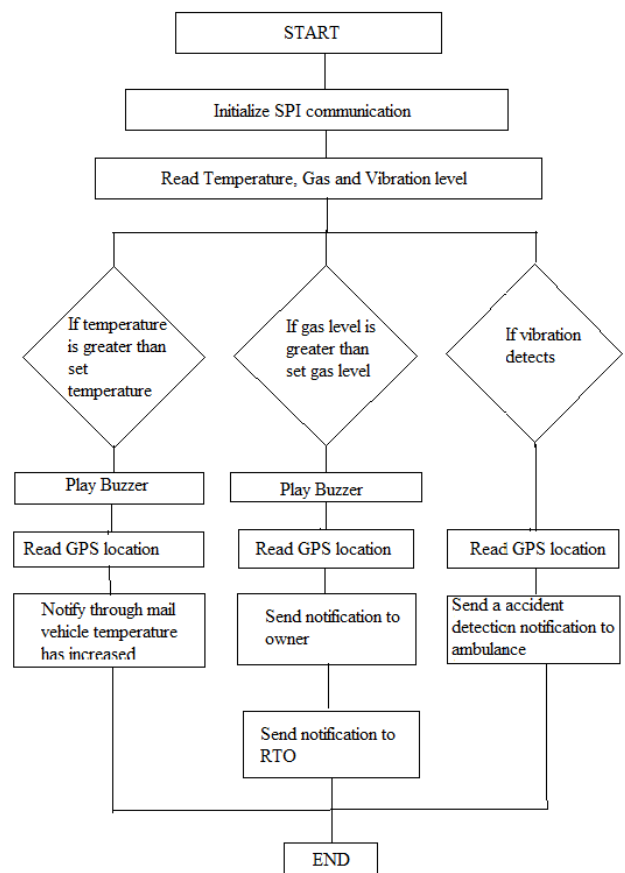 START
Initialize SPI communication
Read Temperature, Gas and Vibration level
If temperature
is greater than
set
temperature
If gas level is
greater than
set gas level
If vibration
detects
Play Buzzer
Play Buzzer
Read GPS location
Read GPS location
Read GPS location
Notify through mail
vehicle temperature
has increased
Send notification to
owner
Send a accident
detection notification to
ambulance
Send notification to
RTO
END